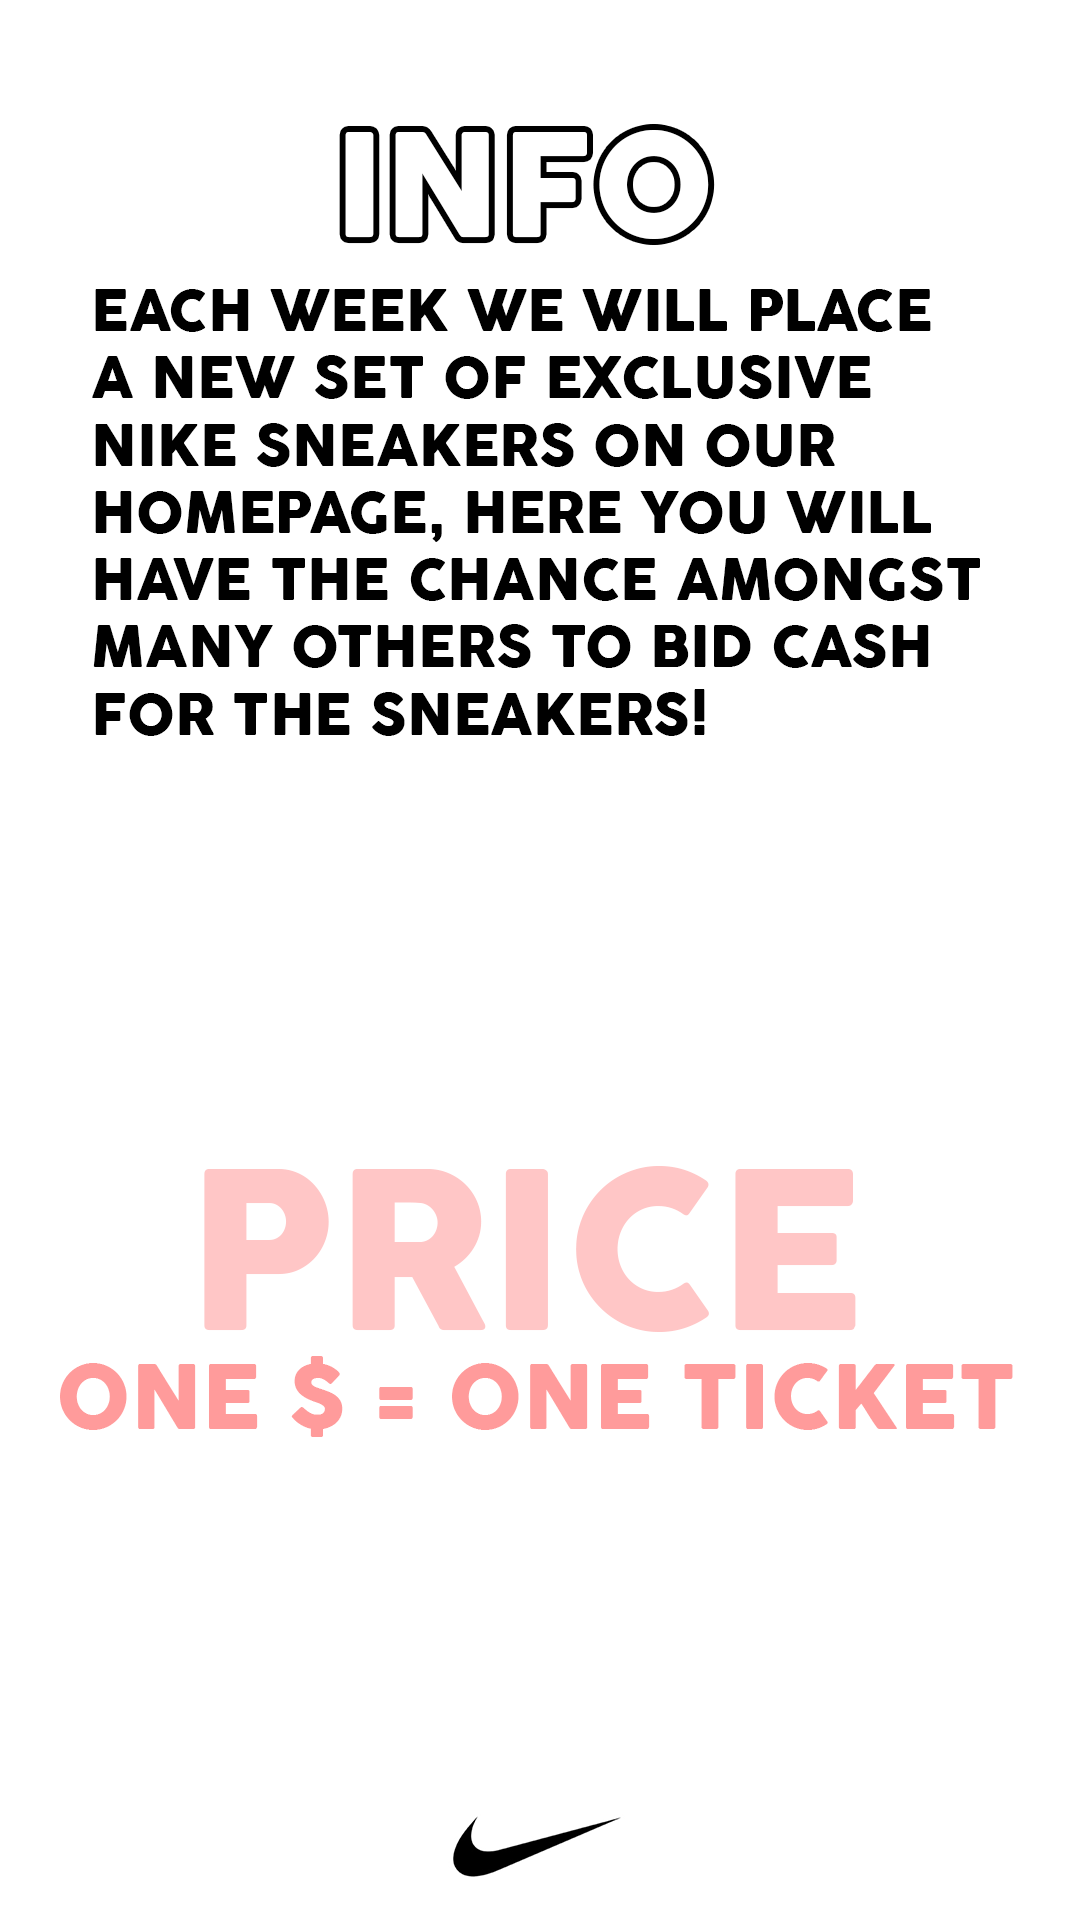 INFO
EACH WEEK WE WILL PLACE
A NEW SET OF EXCLUSIVE
NIKE SNEAKERS ON OUR
HOMEPAGE, HERE YOU WILL
HAVE THE CHANCE AMONGST
MANY OTHERS TO BID CASH
FOR THE SNEAKERS!
PRICE
ONE $ = ONE TICKET